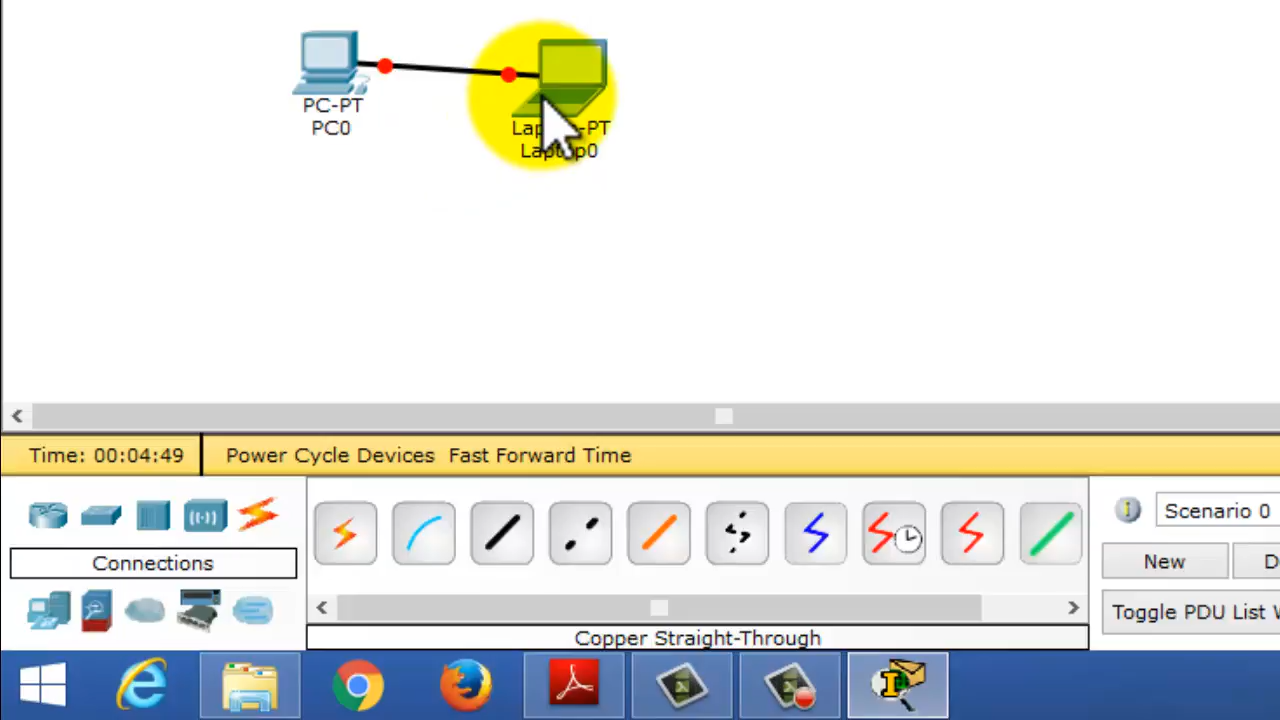 PC-PT
PC0
-PT
Time: 00:04:49
Power Cycle Devices Fast Forward Time
Scenario 0
Connections
New
Toggle PDU List
Copper Straight-Through